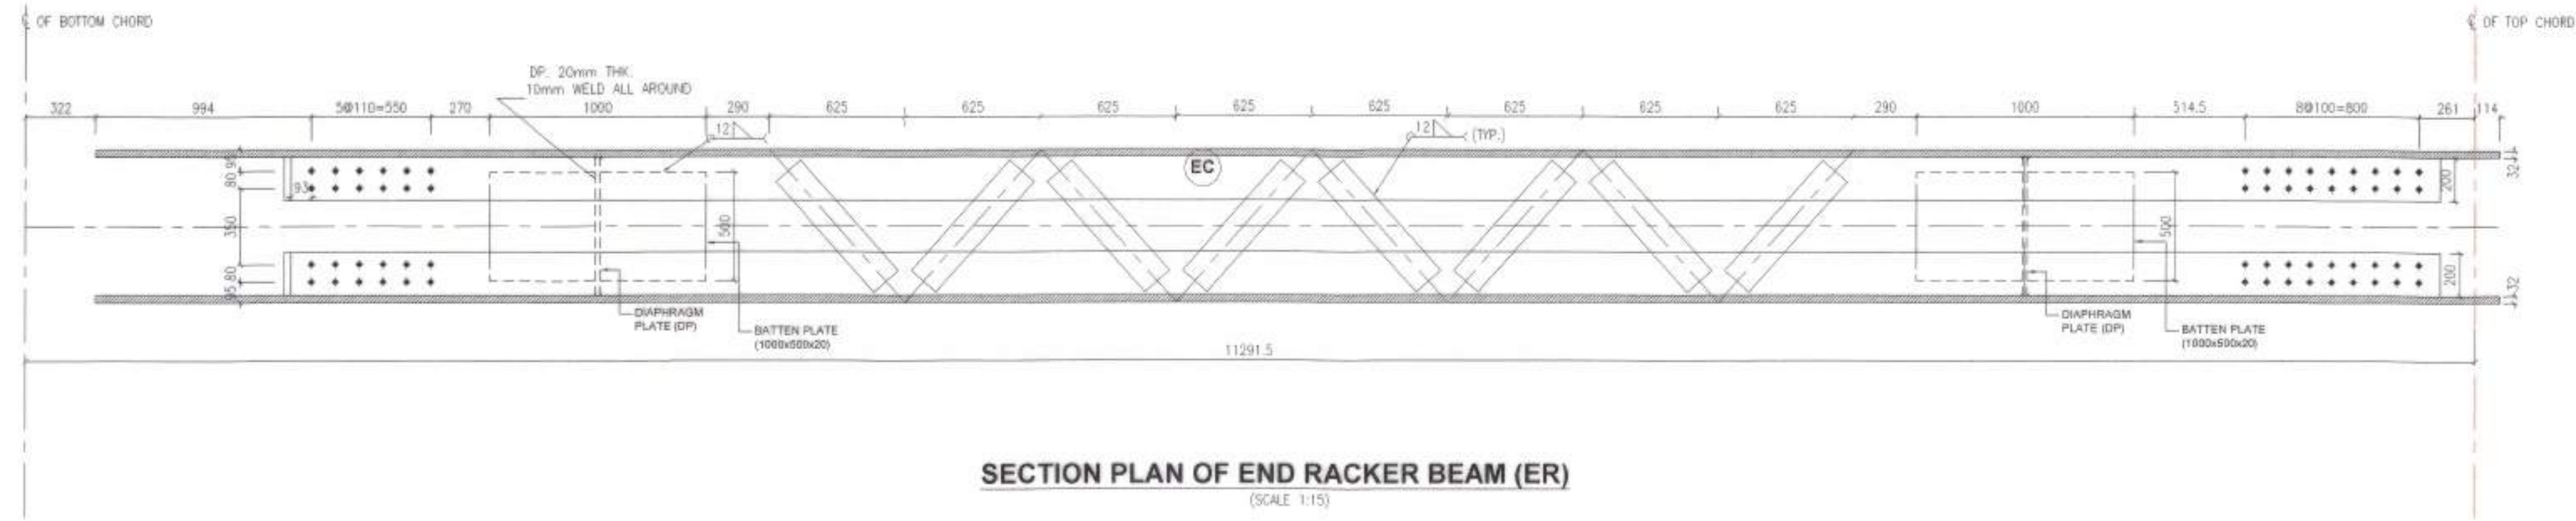 ℄ OF BOTTOM CHORD
℄ OF TOP CHORD
DP. 20mm THK.
10mm WELD ALL AROUND
322
994
5@110=550
270
1000
290
625
625
625
625
625
625
625
625
290
1000
514.5
8@100=800
261
114
12
12
(TYP.)
EC
95
80
93
350
80
95
500
500
200
200
32
32
DIAPHRAGM
PLATE (DP)
BATTEN PLATE
(1000x500x20)
DIAPHRAGM
PLATE (DP)
BATTEN PLATE
(1000x500x20)
11291.5
SECTION PLAN OF END RACKER BEAM (ER)
(SCALE 1:15)